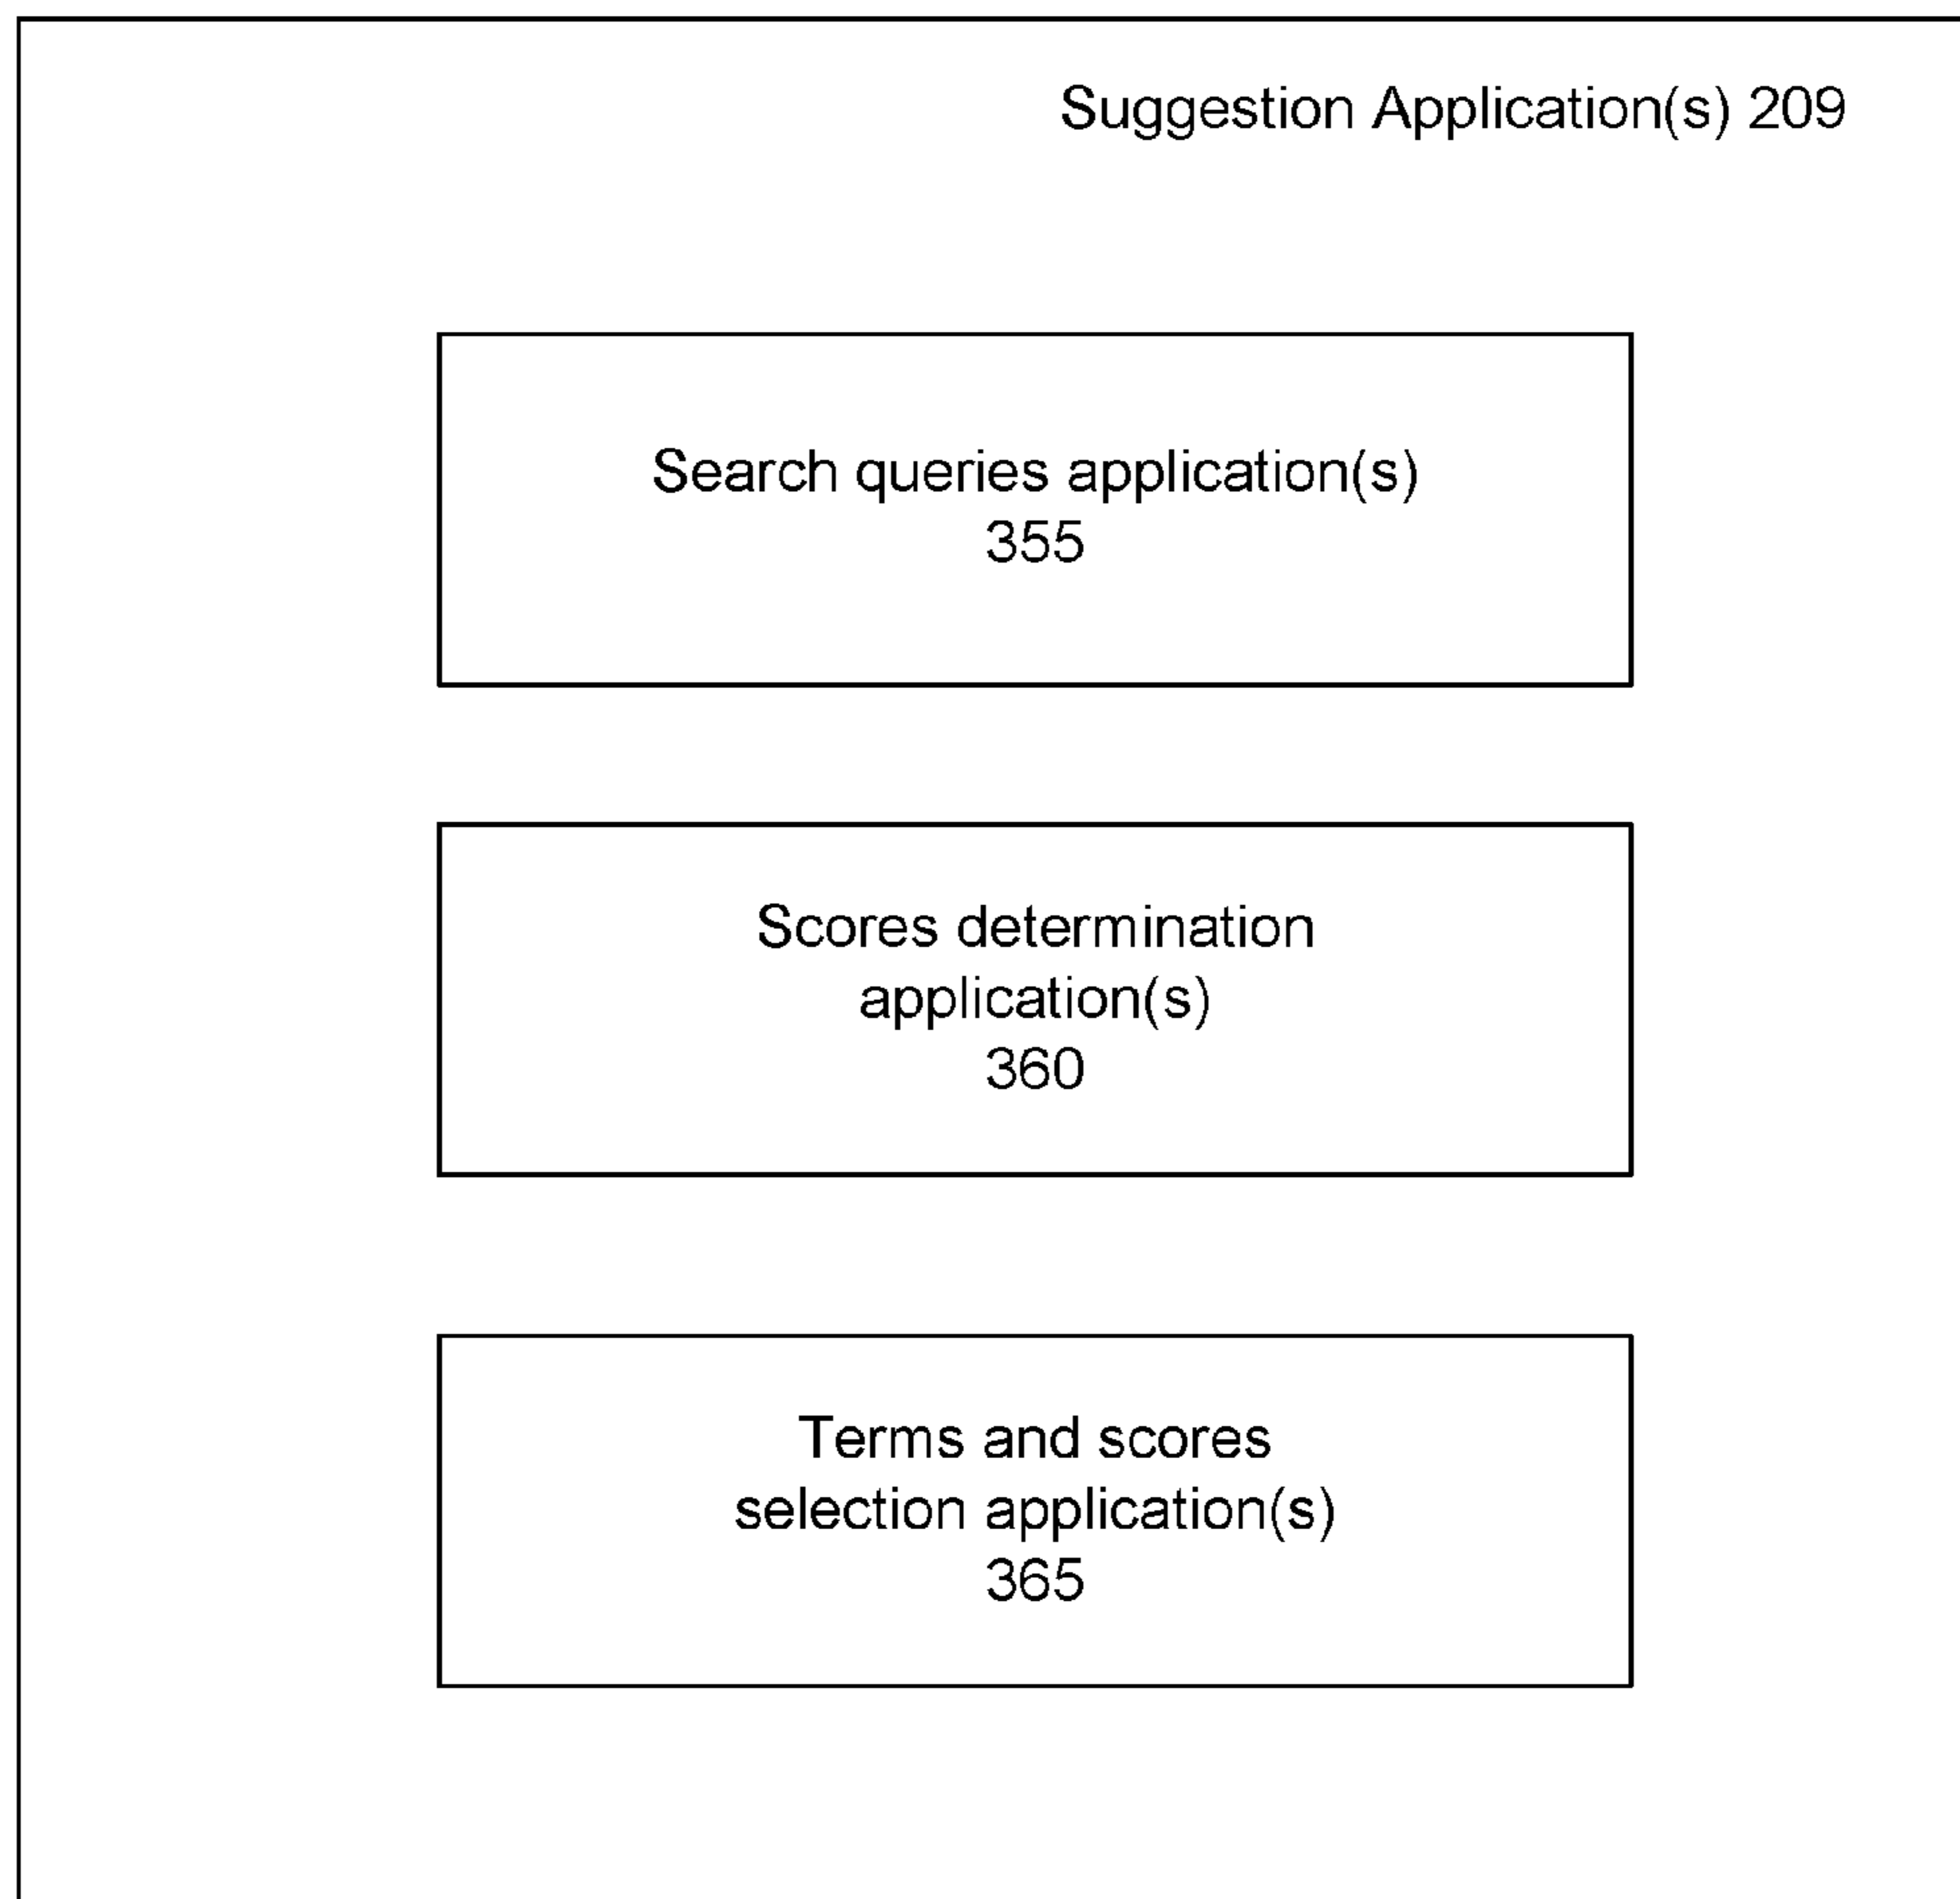 Suggestion Application(s) 209
Search queries application(s)
355
Scores determination
application(s)
360
Terms and scores
selection application(s)
365